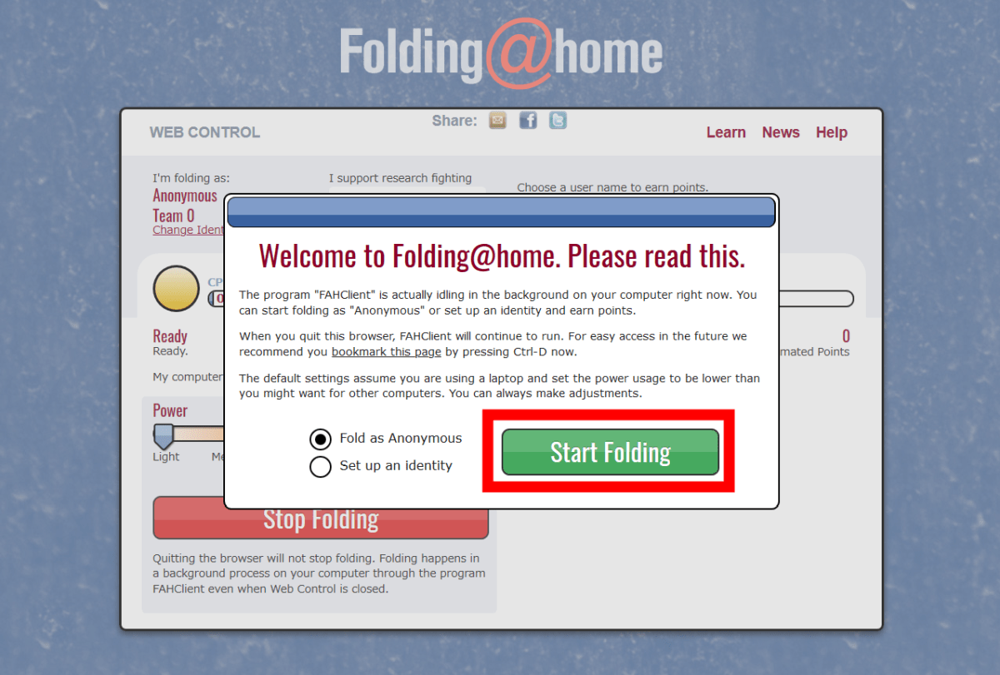 Folding@home
WEB CONTROL
Share:
Learn News Help
I'm folding as:
Anonymous
Team 0
Change Ident
I support research fighting
Choose a user name to earn points.
Welcome to Folding@home. Please read this.
The program "FAHClient" is actually idling in the background on your computer right now. You
can start folding as "Anonymous" or set up an identity and earn points.
When you quit this browser, FAHClient will continue to run. For easy access in the future we
recommend you bookmark this page by pressing Ctrl-D now.
The default settings assume you are using a laptop and set the power usage to be lower than
you might want for other computers. You can always make adjustments.
Fold as Anonymous
Set up an identity
Start Folding
CP
0
Ready
Ready.
My computer
0
mated Points
Power
Light Me
Stop Folding
Quitting the browser will not stop folding. Folding happens in
a background process on your computer through the program
FAHClient even when Web Control is closed.